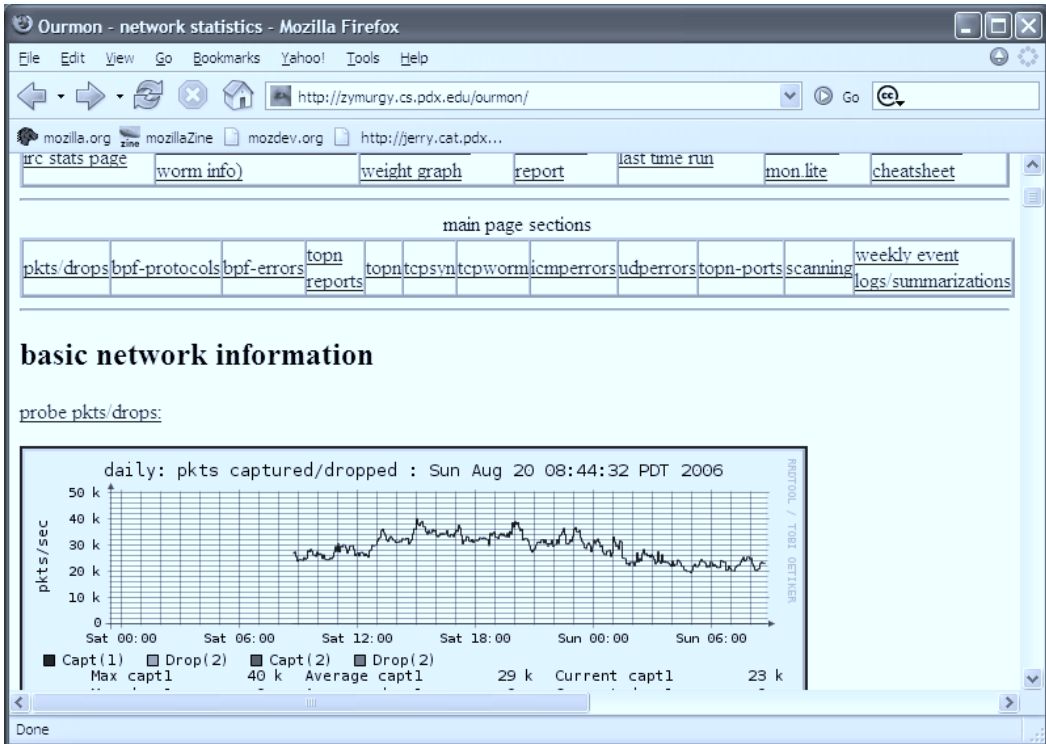 Ourmon - network statistics - Mozilla Firefox
File Edit View Go Bookmarks Yahoo! Tools Help
http://zymurgy.cs.pdx.edu/ourmon/ Go
mozilla.org mozillaZine mozdev.org http://jerry.cat.pdx...
irc stats page worm info) weight graph report last time run mon.lite cheatsheet
main page sections
pkts/drops bpf-protocols bpf-errors topn reports topn tcpsyn tcpworm icmperrors udperrors topn-ports scanning weekly event logs/summarizations
basic network information
probe pkts/drops:
daily: pkts captured/dropped : Sun Aug 20 08:44:32 PDT 2006
RRDTOOL / TOBI OETIKER
pkts/sec
50 k
40 k
30 k
20 k
10 k
0
Sat 00:00 Sat 06:00 Sat 12:00 Sat 18:00 Sun 00:00 Sun 06:00
Capt(1) Drop(2) Capt(2) Drop(2)
Max capt1 40 k Average capt1 29 k Current capt1 23 k
Done